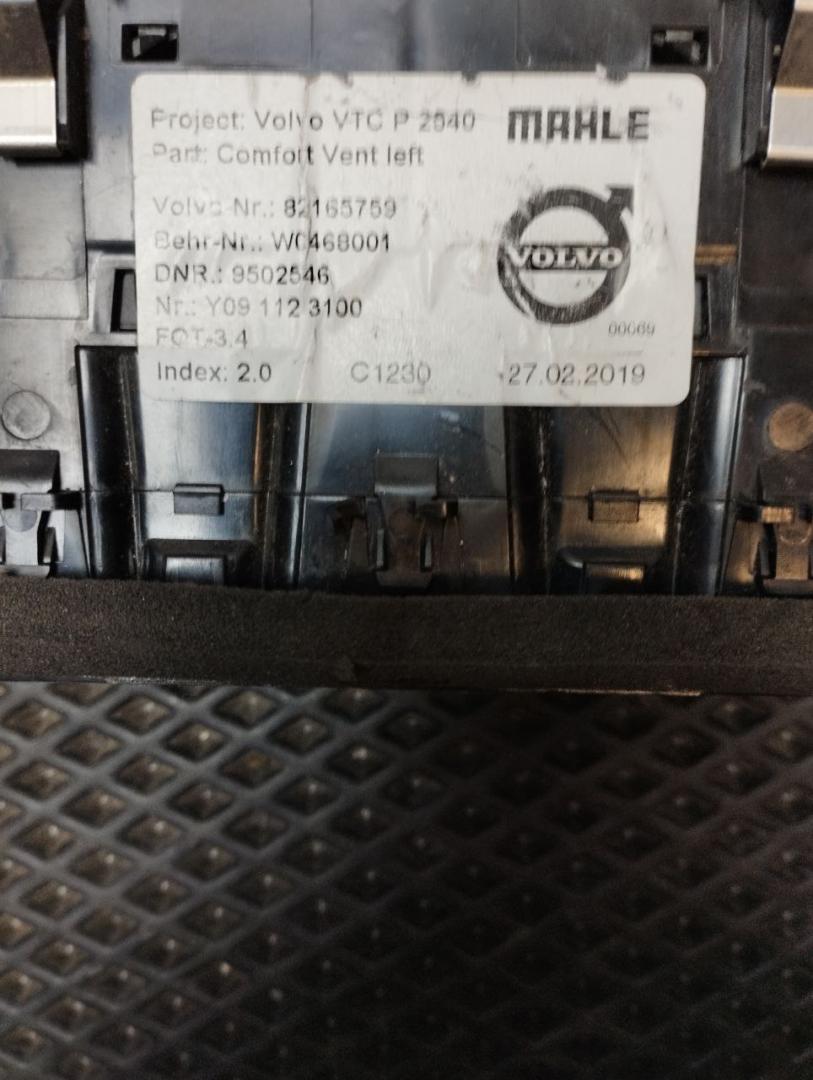 Project: Volvo VTC P 2940
MAHLE
Part: Comfort Vent left
Volvo-Nr.: 82165759
Behr-Nr.: W0468001
VOLVO
DNR.: 9502546
Nr.: Y09 112 3100
FOT-3.4
00069
Index: 2.0 C1230 27.02.2019